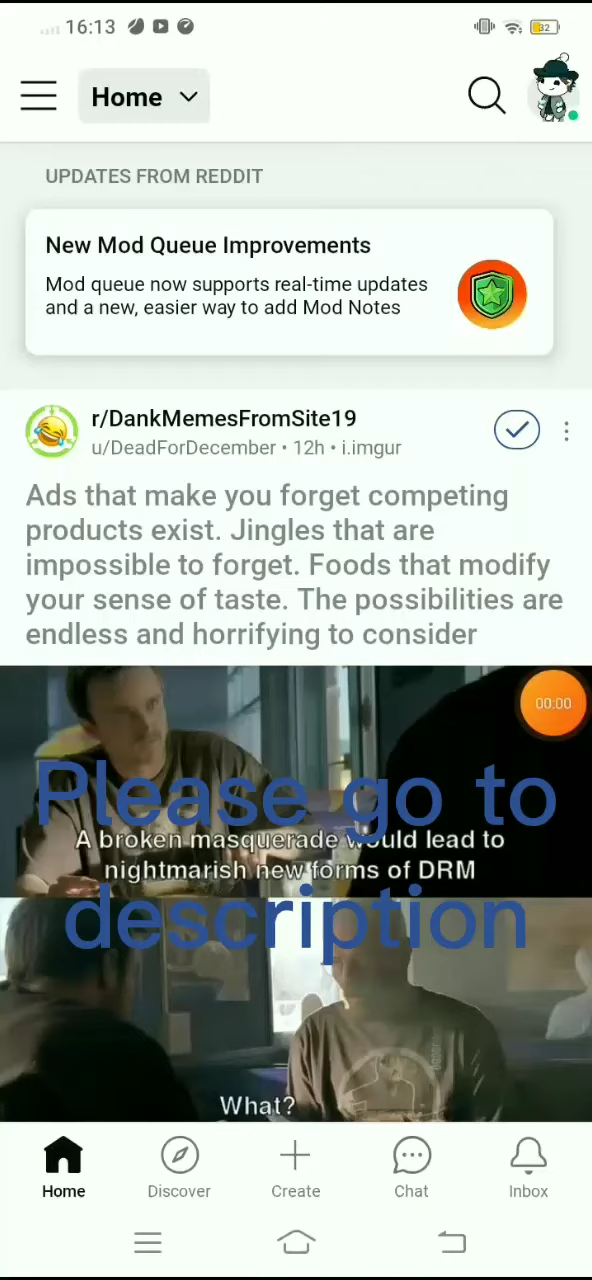 16:13
32
Home
UPDATES FROM REDDIT
New Mod Queue Improvements
Mod queue now supports real-time updates
and a new, easier way to add Mod Notes
r/DankMemesFromSite19
u/DeadForDecember • 12h • i.imgur
Ads that make you forget competing
products exist. Jingles that are
impossible to forget. Foods that modify
your sense of taste. The possibilities are
endless and horrifying to consider
00:00
Please go to
A broken masquerade would lead to
nightmarish new forms of DRM
description
What?
Home
Discover
Create
Chat
Inbox